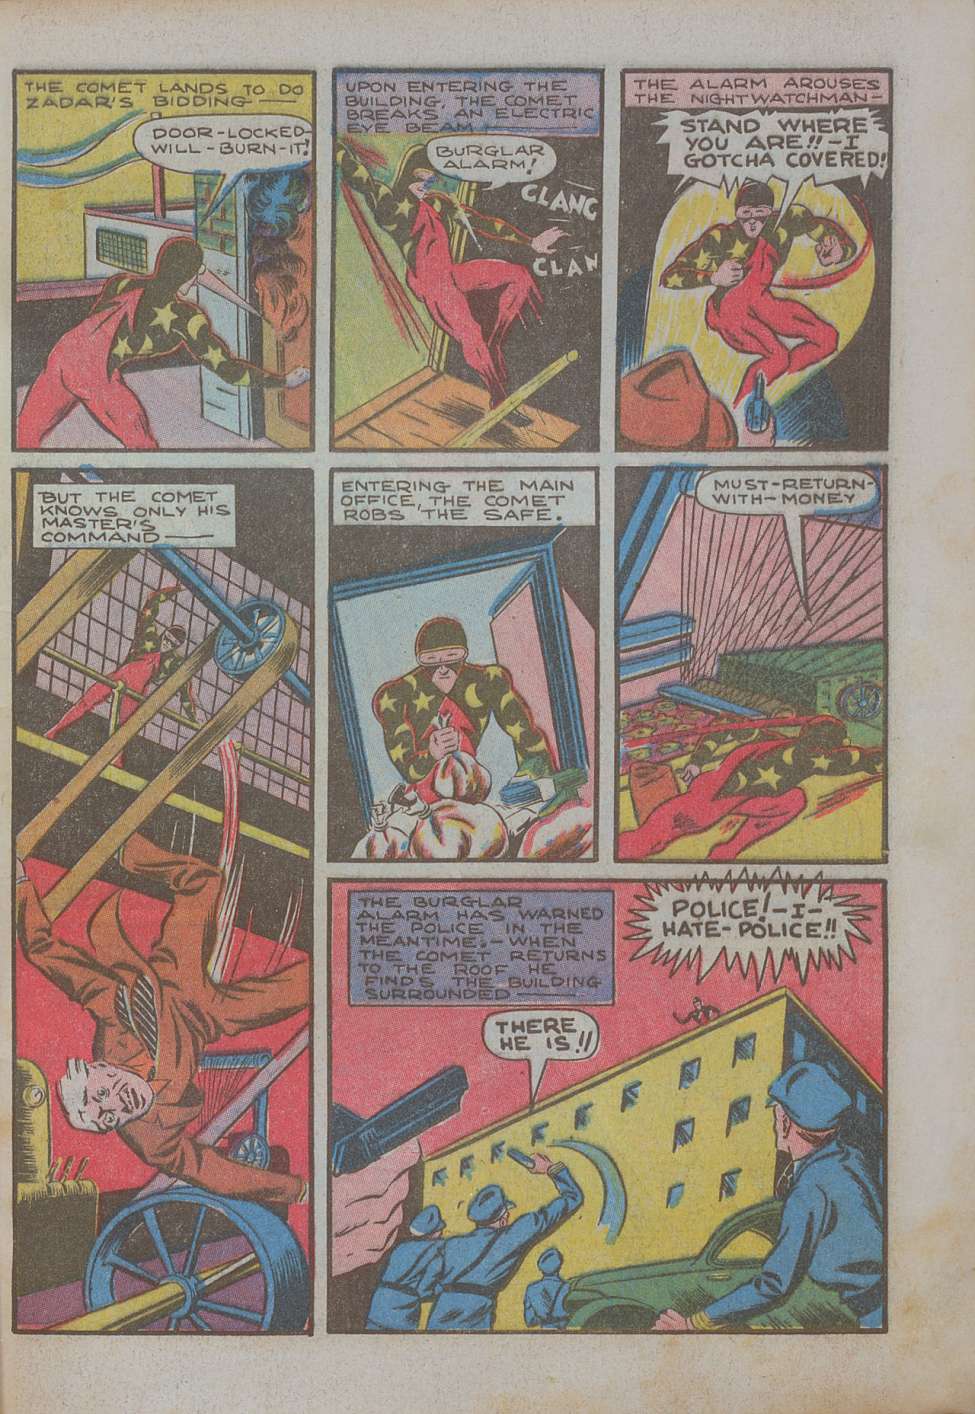 THE COMET LANDS TO DO
ZADAR'S BIDDING —
DOOR-LOCKED-
WILL-BURN-IT!
UPON ENTERING THE
BUILDING, THE COMET
BREAKS AN ELECTRIC
EYE BEAM —
BURGLAR
ALARM!
CLANG
CLAN
THE ALARM AROUSES
THE NIGHTWATCHMAN —
STAND WHERE
YOU ARE!! — I
GOTCHA COVERED!
BUT THE COMET
KNOWS ONLY HIS
MASTER'S
COMMAND —
ENTERING THE MAIN
OFFICE, THE COMET
ROBS THE SAFE.
MUST-RETURN-
WITH-MONEY
THE BURGLAR
ALARM HAS WARNED
THE POLICE IN THE
MEANTIME. — WHEN
THE COMET RETURNS
TO THE ROOF HE
FINDS THE BUILDING
SURROUNDED —
POLICE! - I -
HATE-POLICE!!
THERE
HE IS!!